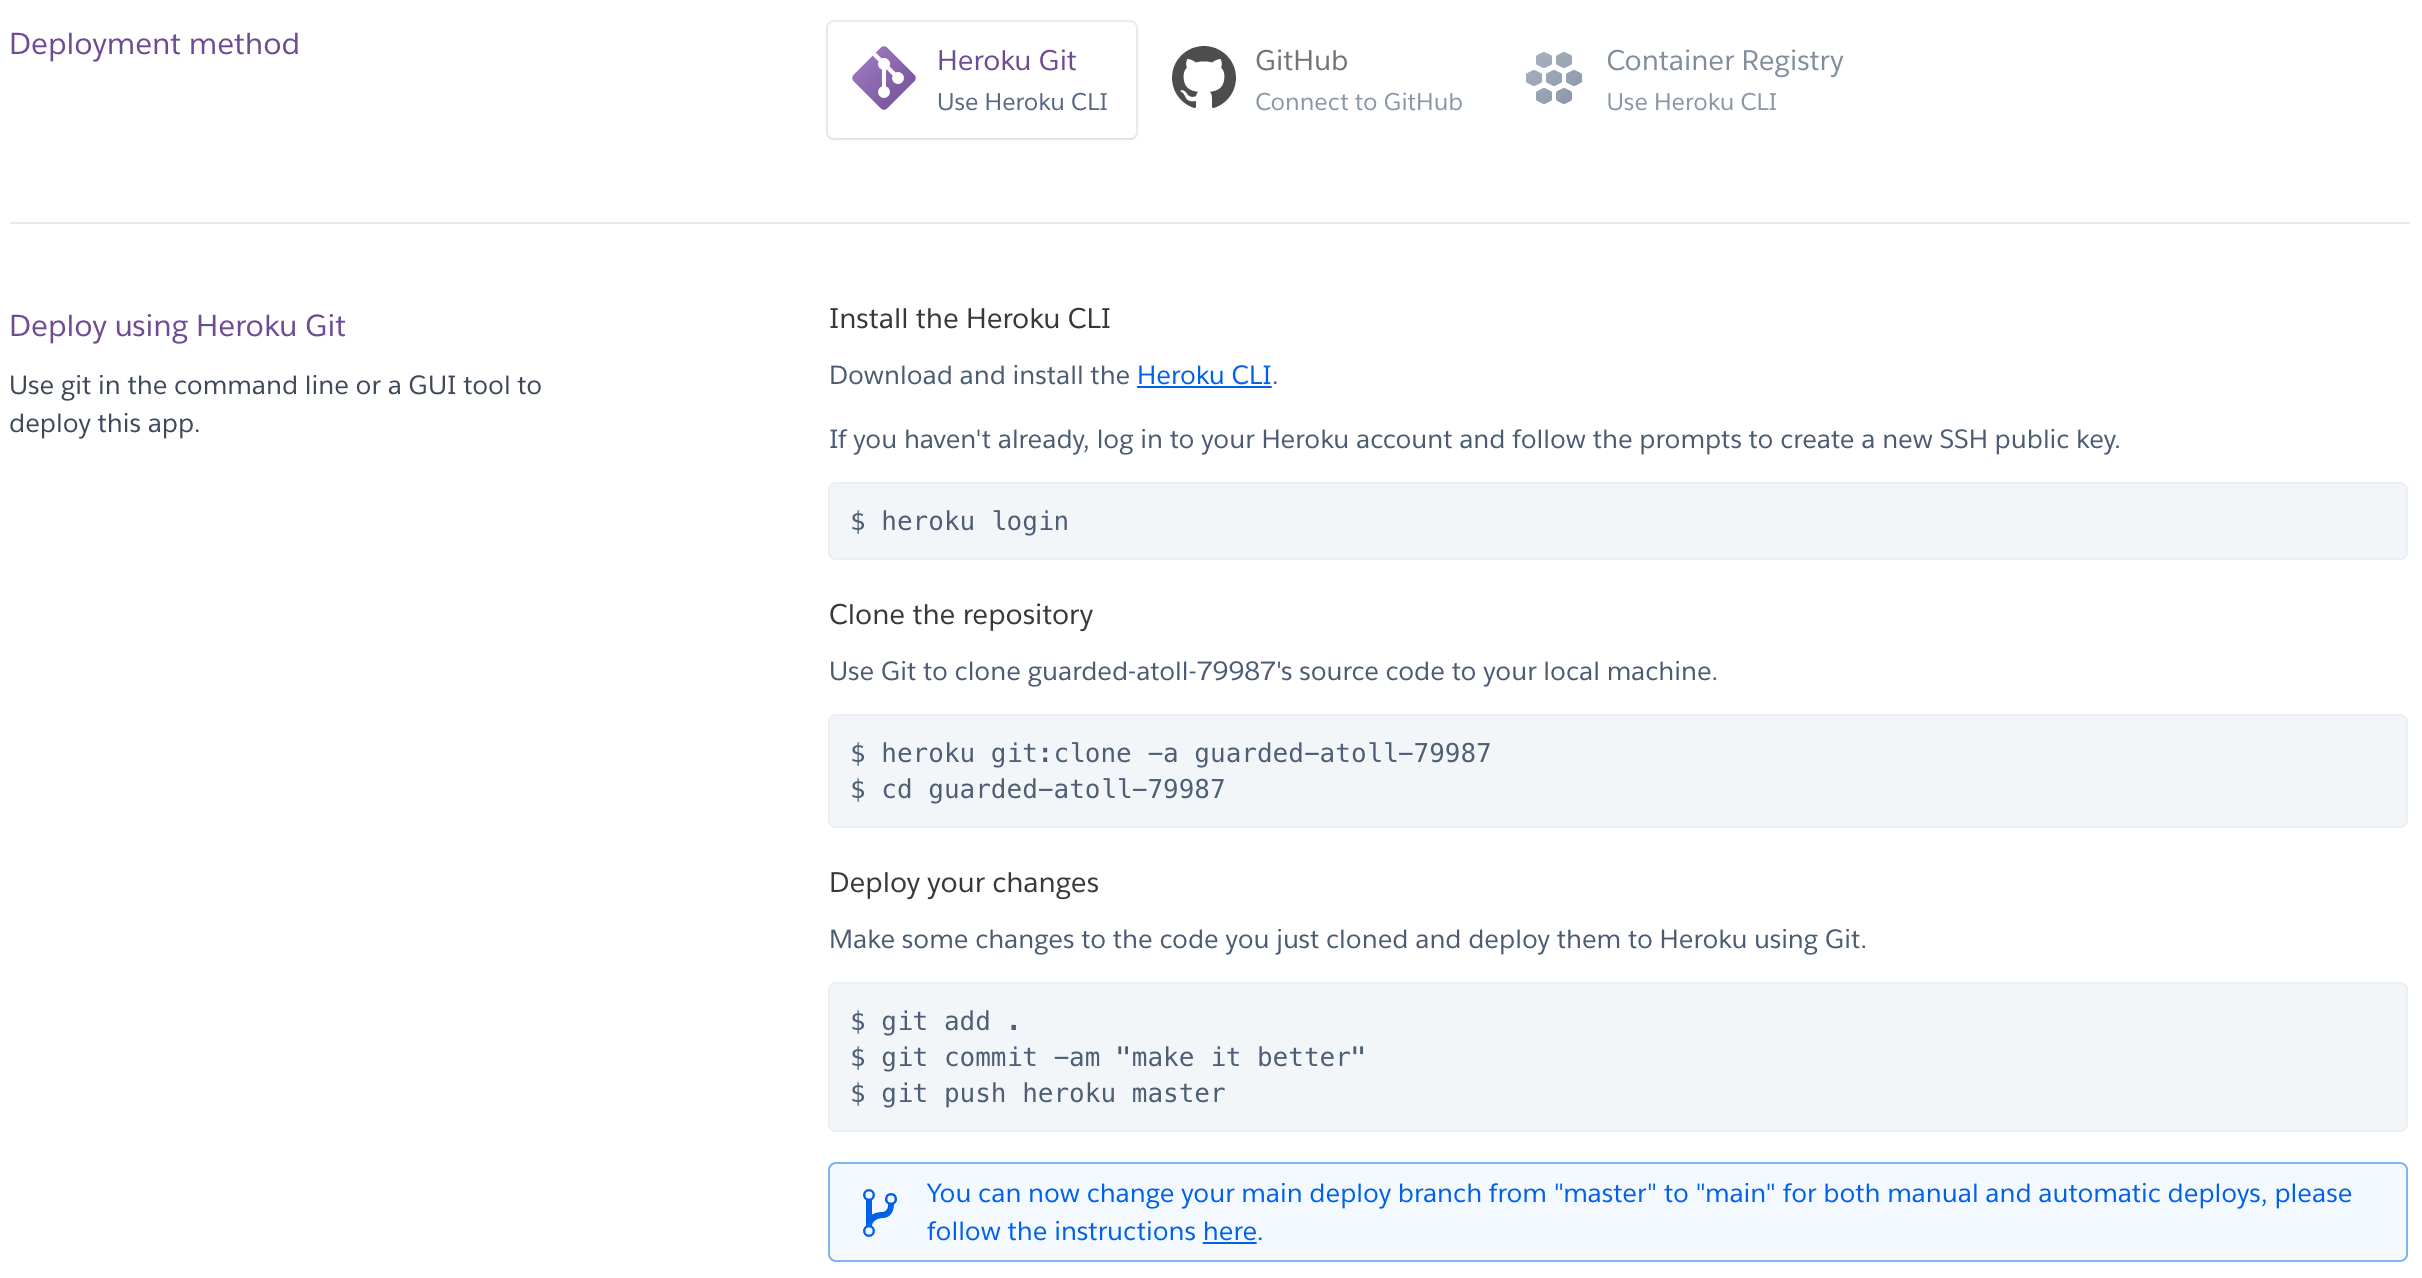 Deployment method
Heroku Git
Use Heroku CLI
GitHub
Connect to GitHub
Container Registry
Use Heroku CLI
Deploy using Heroku Git
Use git in the command line or a GUI tool to
deploy this app.
Install the Heroku CLI
Download and install the Heroku CLI.
If you haven't already, log in to your Heroku account and follow the prompts to create a new SSH public key.
$ heroku login
Clone the repository
Use Git to clone guarded-atoll-79987's source code to your local machine.
$ heroku git:clone -a guarded-atoll-79987
$ cd guarded-atoll-79987
Deploy your changes
Make some changes to the code you just cloned and deploy them to Heroku using Git.
$ git add .
$ git commit -am "make it better"
$ git push heroku master
You can now change your main deploy branch from "master" to "main" for both manual and automatic deploys, please
follow the instructions here.